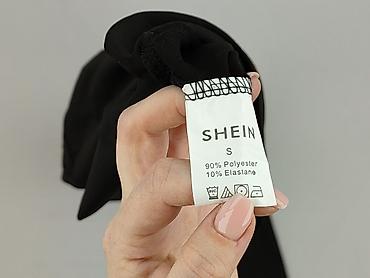 SHEIN
S
90% Polyester
10% Elastane